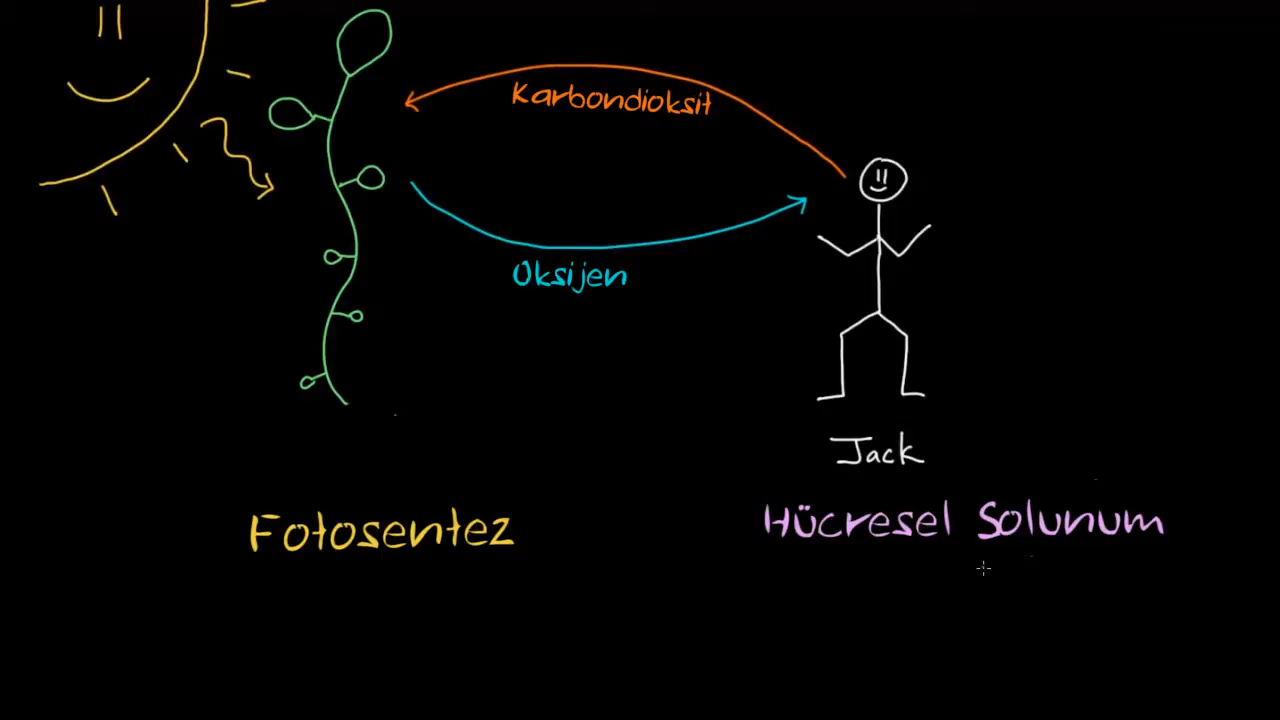 Karbondioksit
Oksijen
Jack
Fotosentez
Hücresel Solunum